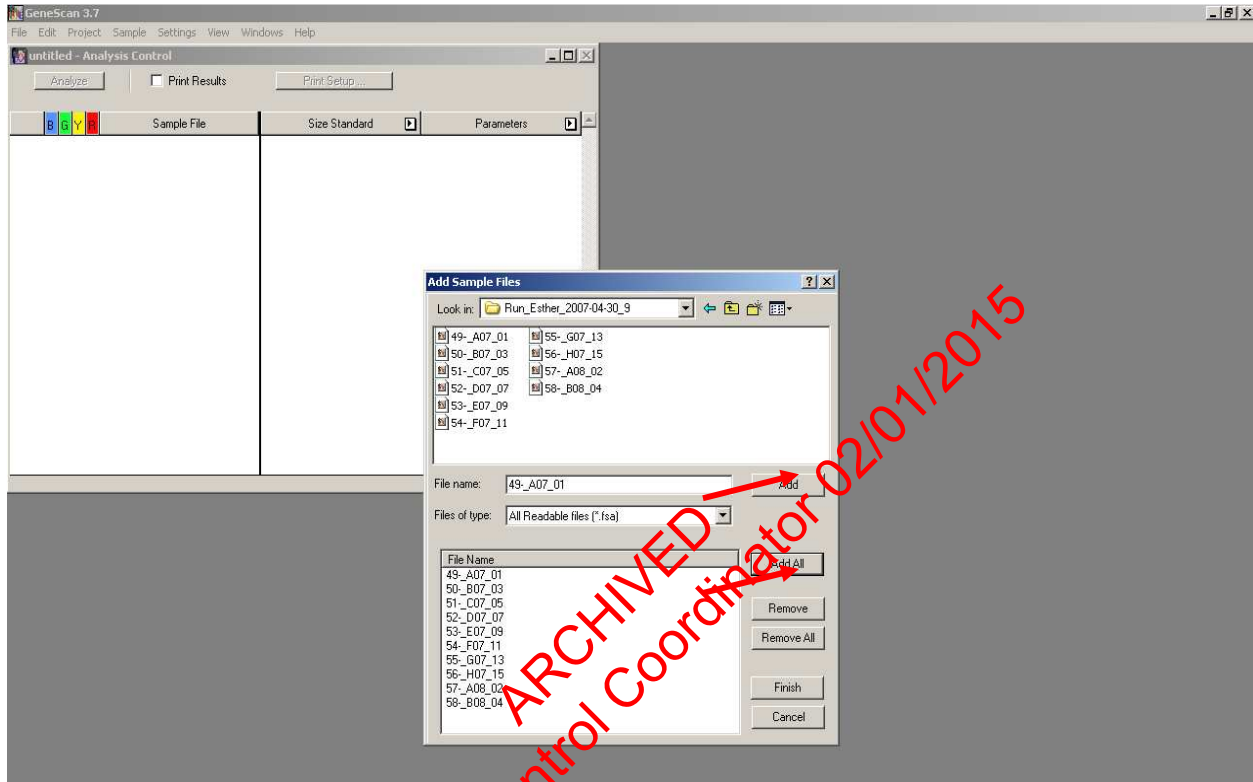 GeneScan 3.7
File Edit Project Sample Settings View Windows Help
untitled - Analysis Control
Analyze Print Results Print Setup ...
B G Y R Sample File Size Standard Parameters
Add Sample Files
Look in: Run_Esther_2007-04-30_9
49-_A07_01 55-_G07_13
50-_B07_03 56-_H07_15
51-_C07_05 57-_A08_02
52-_D07_07 58-_B08_04
53-_E07_09
54-_F07_11
File name: 49-_A07_01 Add
Files of type: All Readable files (*.fsa)
File Name Add All
49-_A07_01
50-_B07_03
51-_C07_05
52-_D07_07
53-_E07_09
54-_F07_11
55-_G07_13
56-_H07_15
57-_A08_02
58-_B08_04
Remove
Remove All
Finish
Cancel
ARCHIVED
Coordinator 02/01/2015